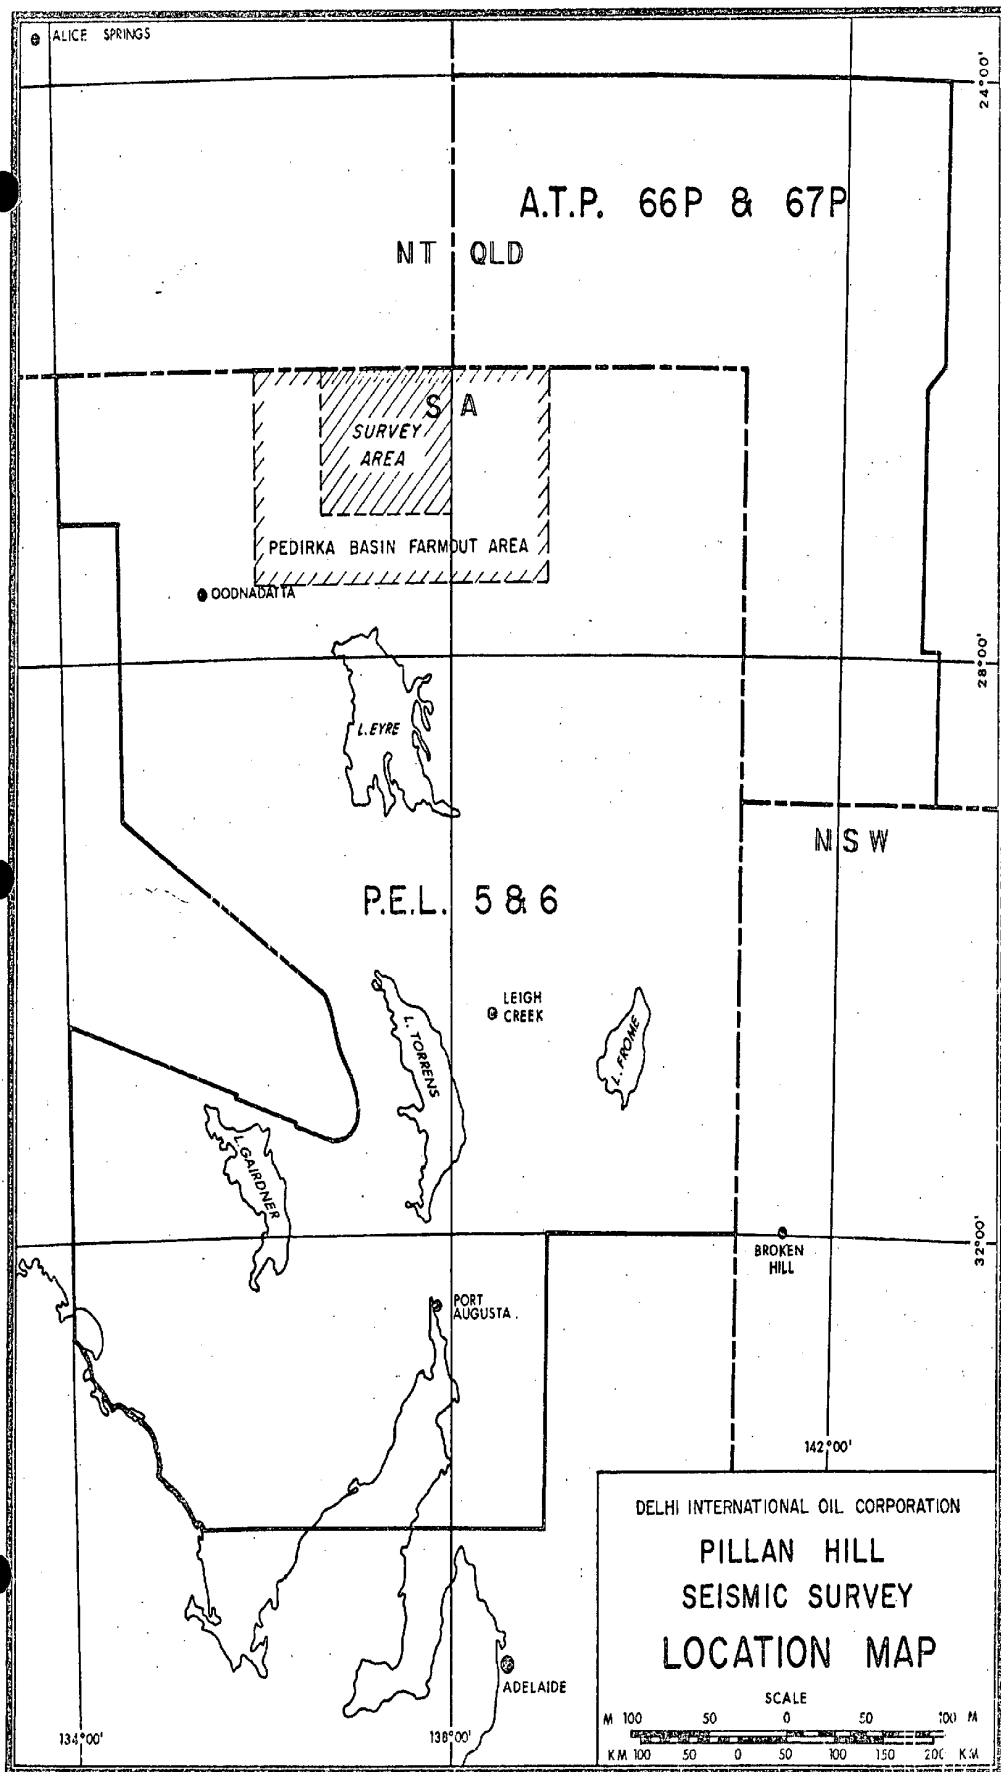 ALICE SPRINGS
24°00'
A.T.P. 66P & 67P
NT QLD
S A
SURVEY
AREA
PEDIRKA BASIN FARMOUT AREA
OODNADATTA
28°00'
L. EYRE
NSW
P.E.L. 5 & 6
LEIGH
CREEK
L. TORRENS
L. FROME
L. GAIRDNER
32°00'
BROKEN
HILL
PORT
AUGUSTA
142°00'
DELHI INTERNATIONAL OIL CORPORATION
PILLAN HILL
SEISMIC SURVEY
LOCATION MAP
ADELAIDE
SCALE
M 100 50 0 50 100 M
KM 100 50 0 50 100 150 200 KM
134°00'
138°00'